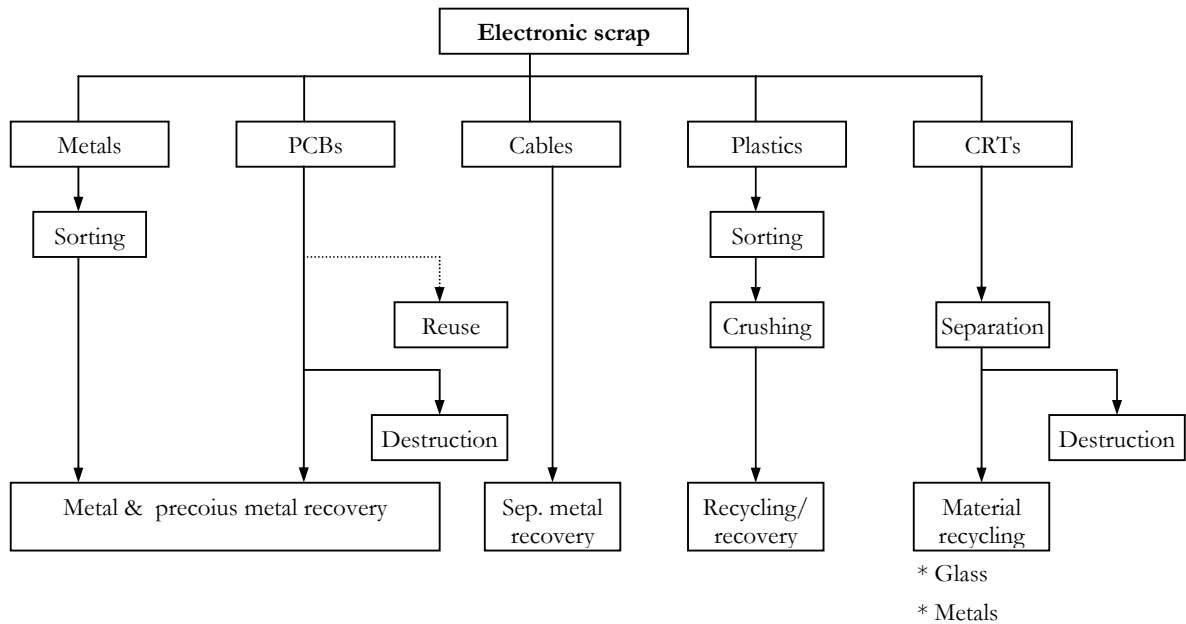 Electronic scrap
Metals
PCBs
Cables
Plastics
CRTs
Sorting
Sorting
Reuse
Crushing
Separation
Destruction
Destruction
Metal & precoius metal recovery
Sep. metal
recovery
Recycling/
recovery
Material
recycling
* Glass
* Metals